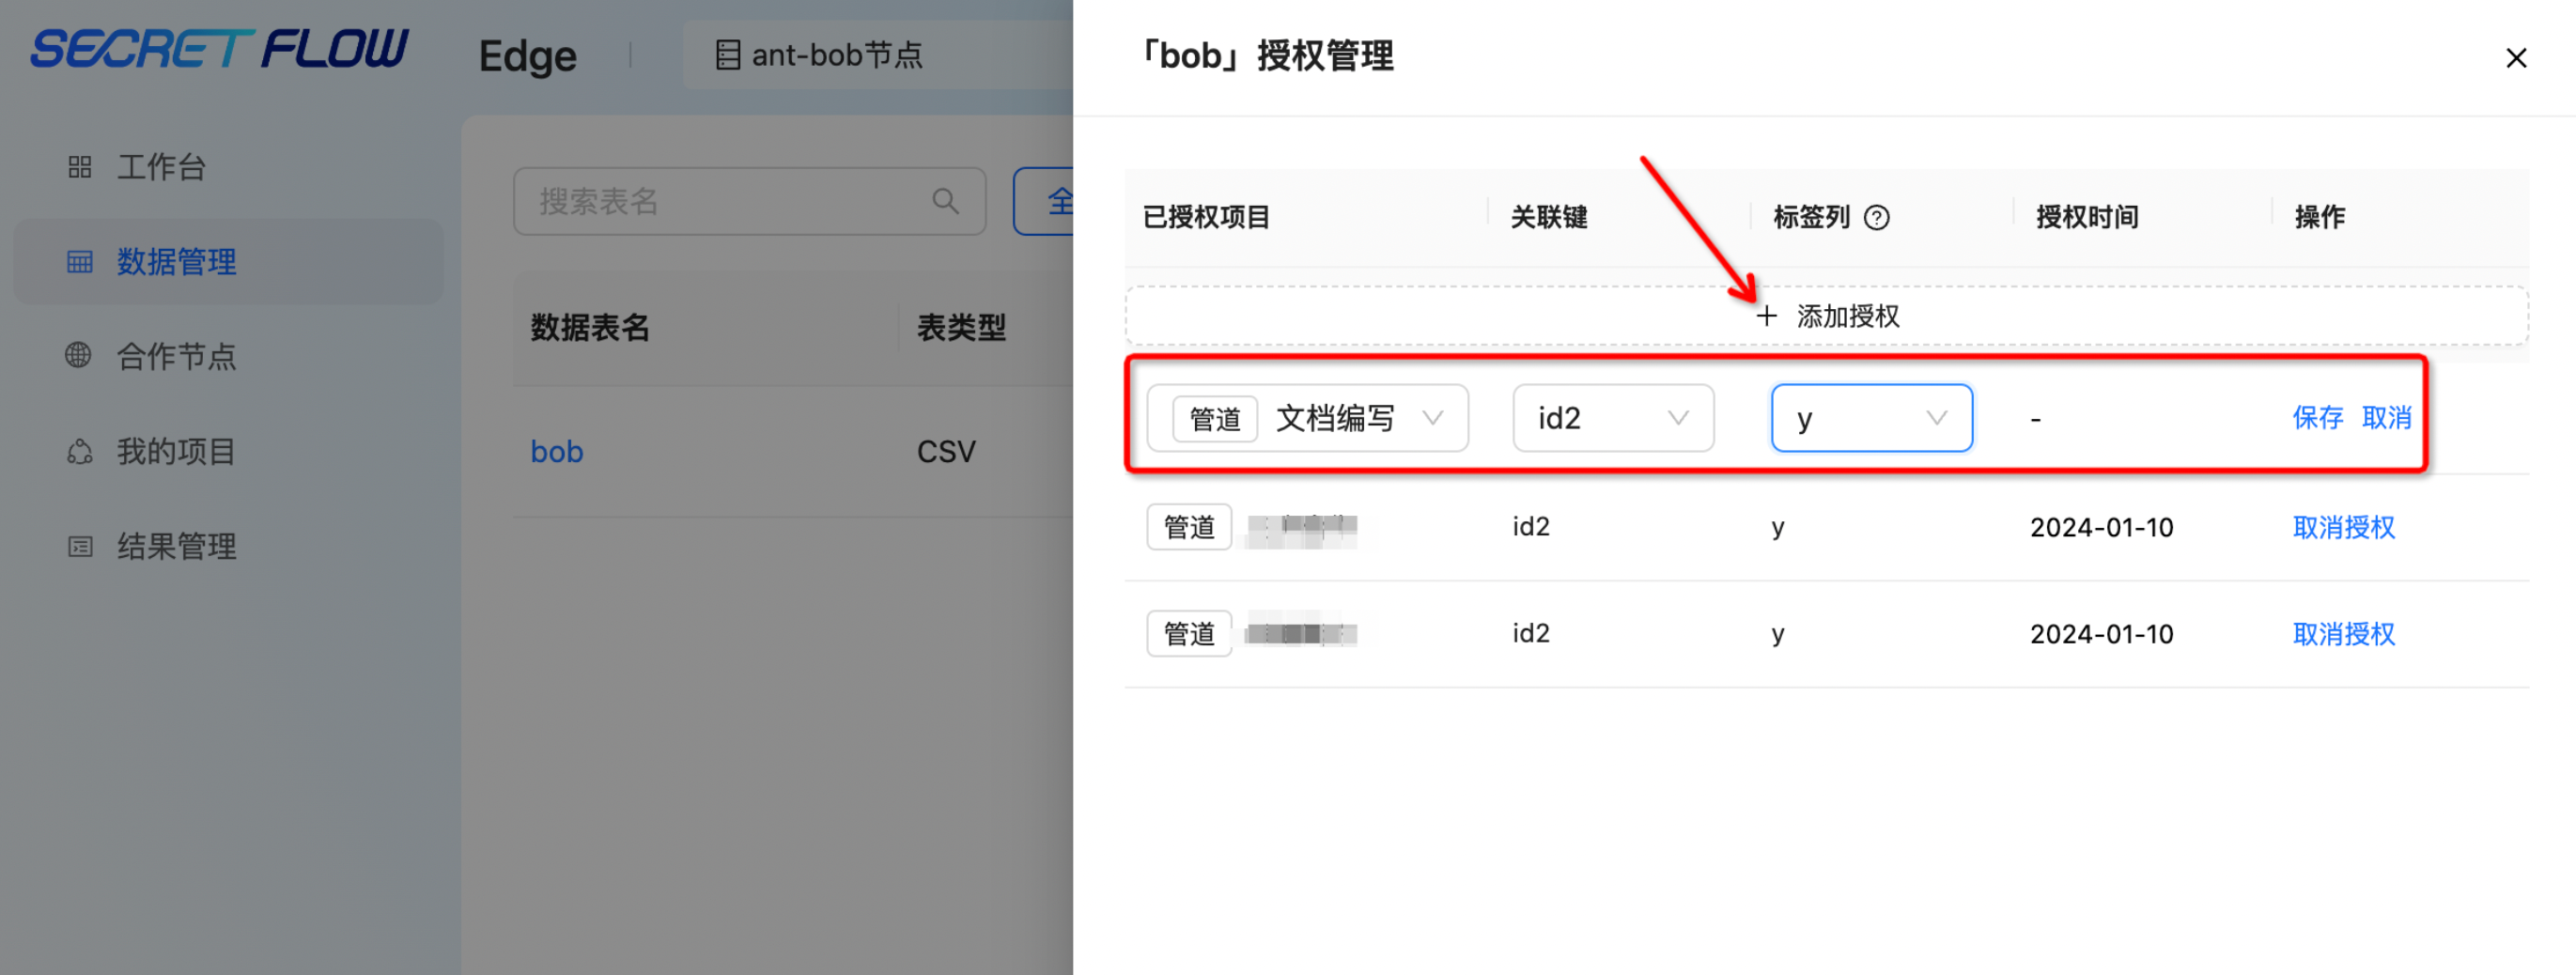 SECRET FLOW
Edge
ant-bob节点
工作台
数据管理
合作节点
我的项目
结果管理
搜索表名
全
数据表名 表类型
bob CSV
「bob」授权管理
已授权项目 关联键 标签列 授权时间 操作
+ 添加授权
管道 文档编写 id2 y - 保存 取消
管道 id2 y 2024-01-10 取消授权
管道 id2 y 2024-01-10 取消授权